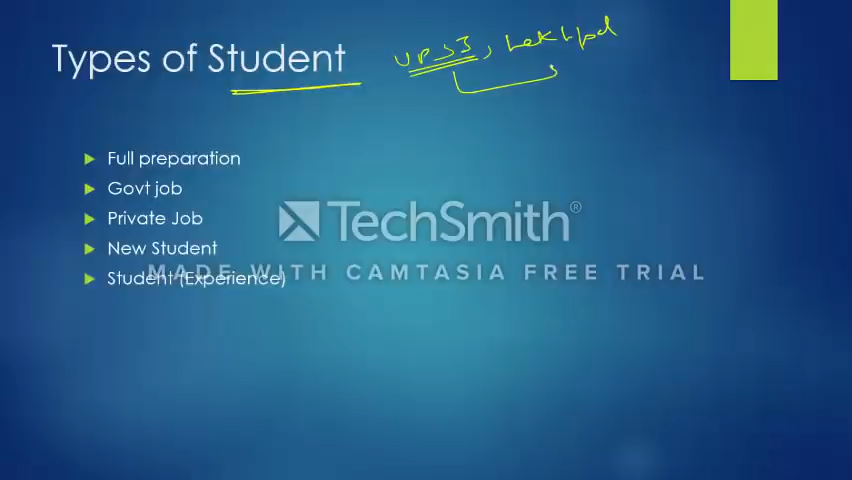 Types of Student
UPSSI, Lekhpal
Full preparation
Govt job
Private Job
New Student
Student (Experience)
TechSmith®
MADE WITH CAMTASIA FREE TRIAL